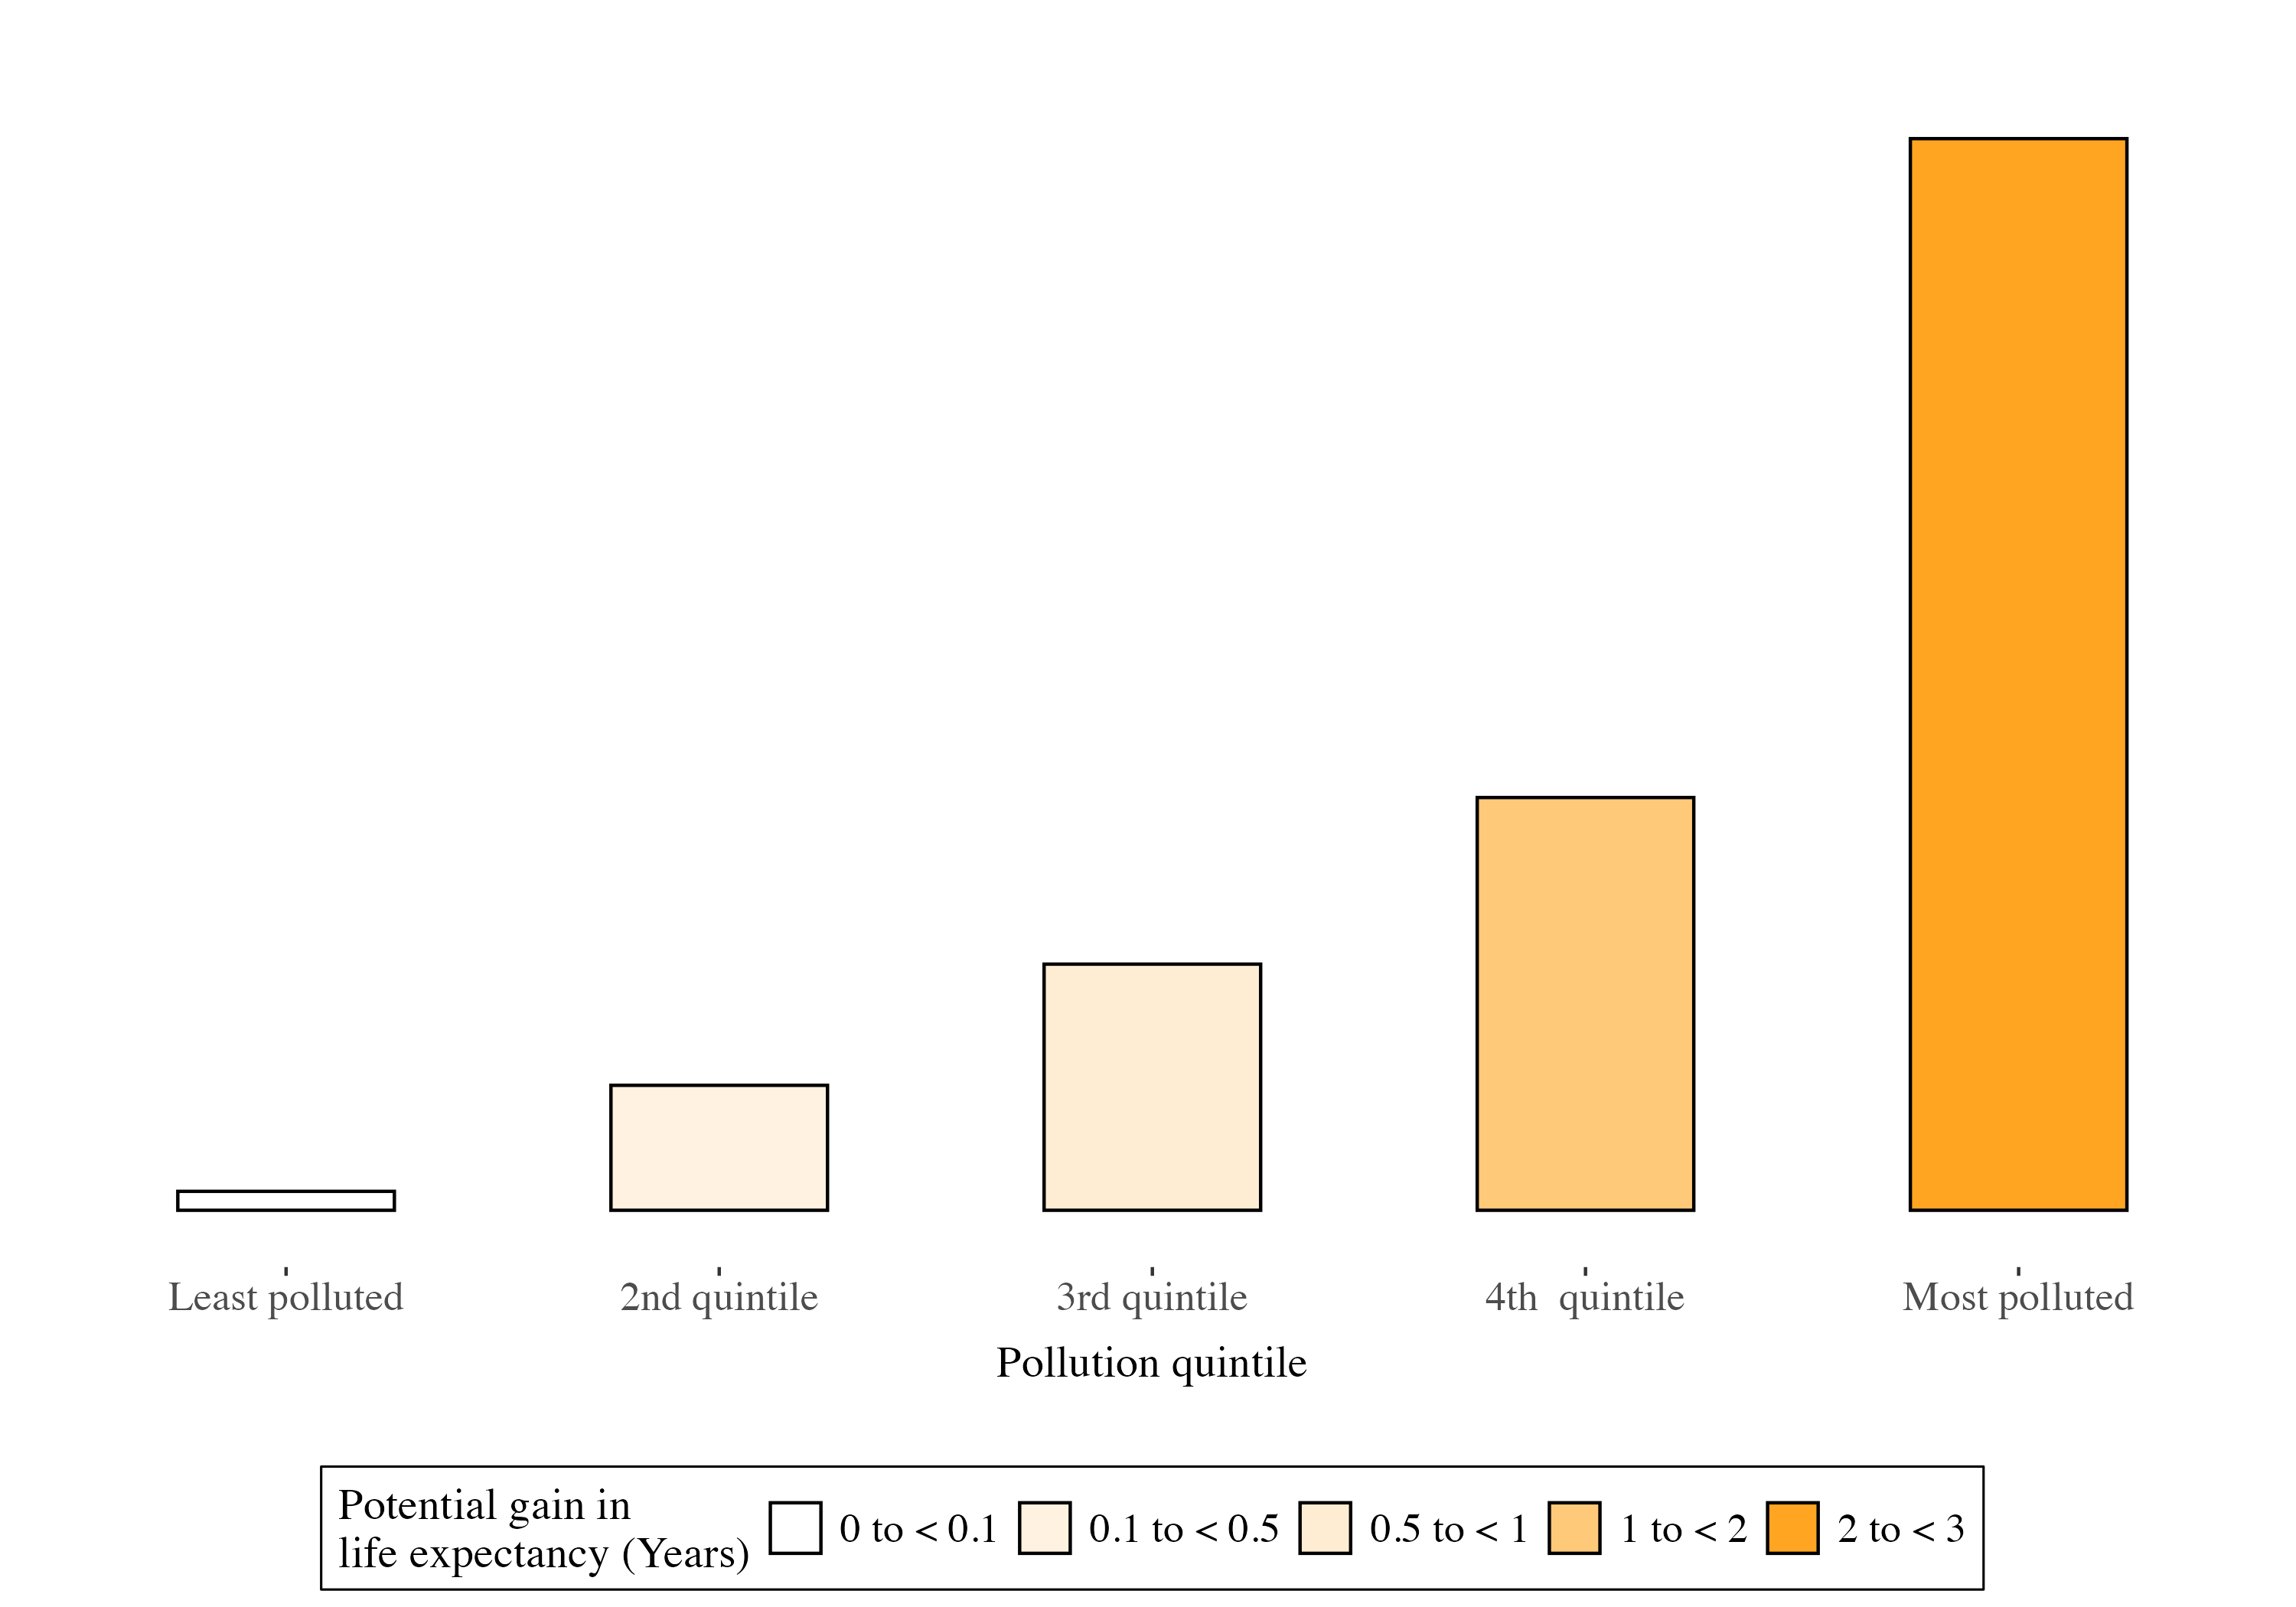 Least polluted
2nd quintile
3rd quintile
4th  quintile
Most polluted
Pollution quintile
Potential gain in
life expectancy (Years)
0 to < 0.1
0.1 to < 0.5
0.5 to < 1
1 to < 2
2 to < 3